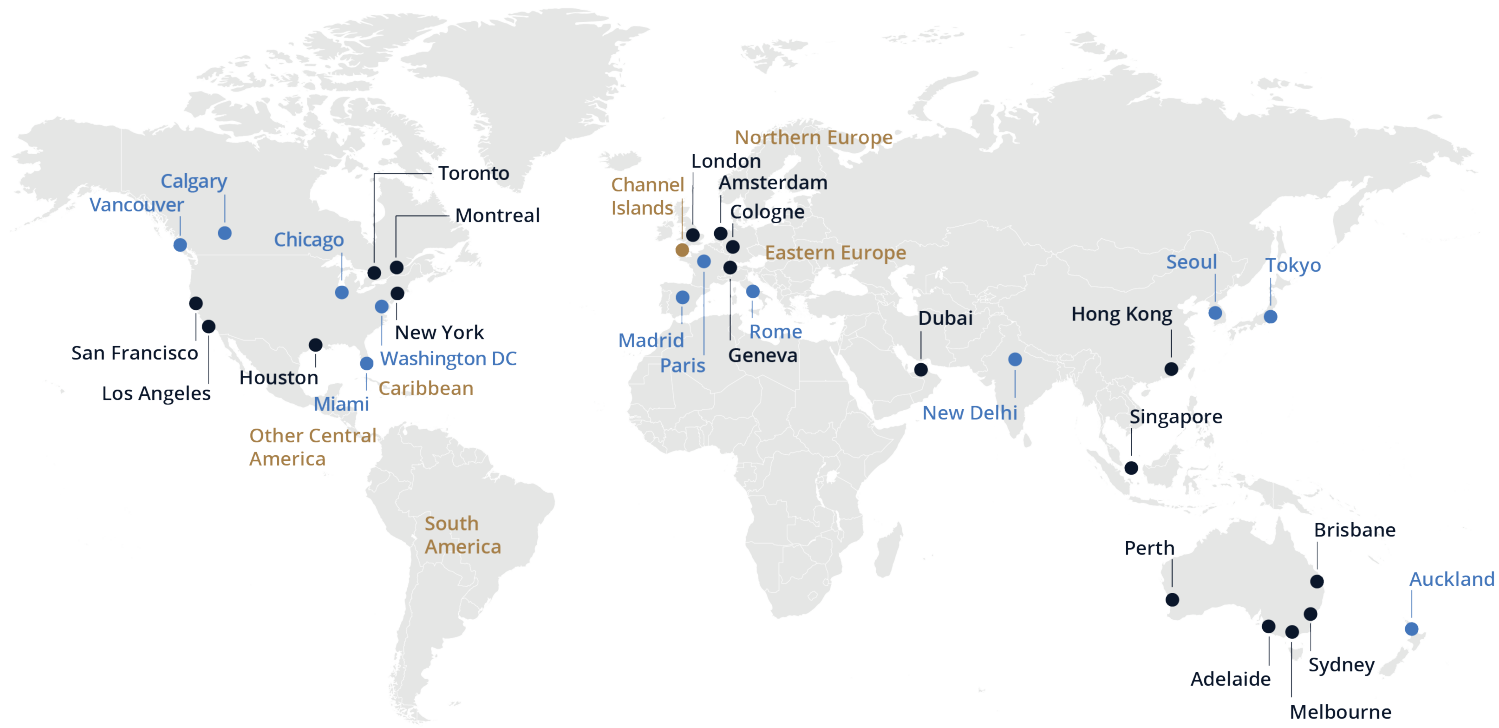 Northern Europe
London
Toronto
Calgary
Channel
Islands
Amsterdam
Vancouver
Cologne
Montreal
Chicago
Eastern Europe
Seoul
Tokyo
Hong Kong
Dubai
New York
Rome
Madrid
San Francisco
Washington DC
Geneva
Paris
Houston
Caribbean
Los Angeles
Miami
New Delhi
Singapore
Other Central
America
South
America
Brisbane
Perth
Auckland
Sydney
Adelaide
Melbourne